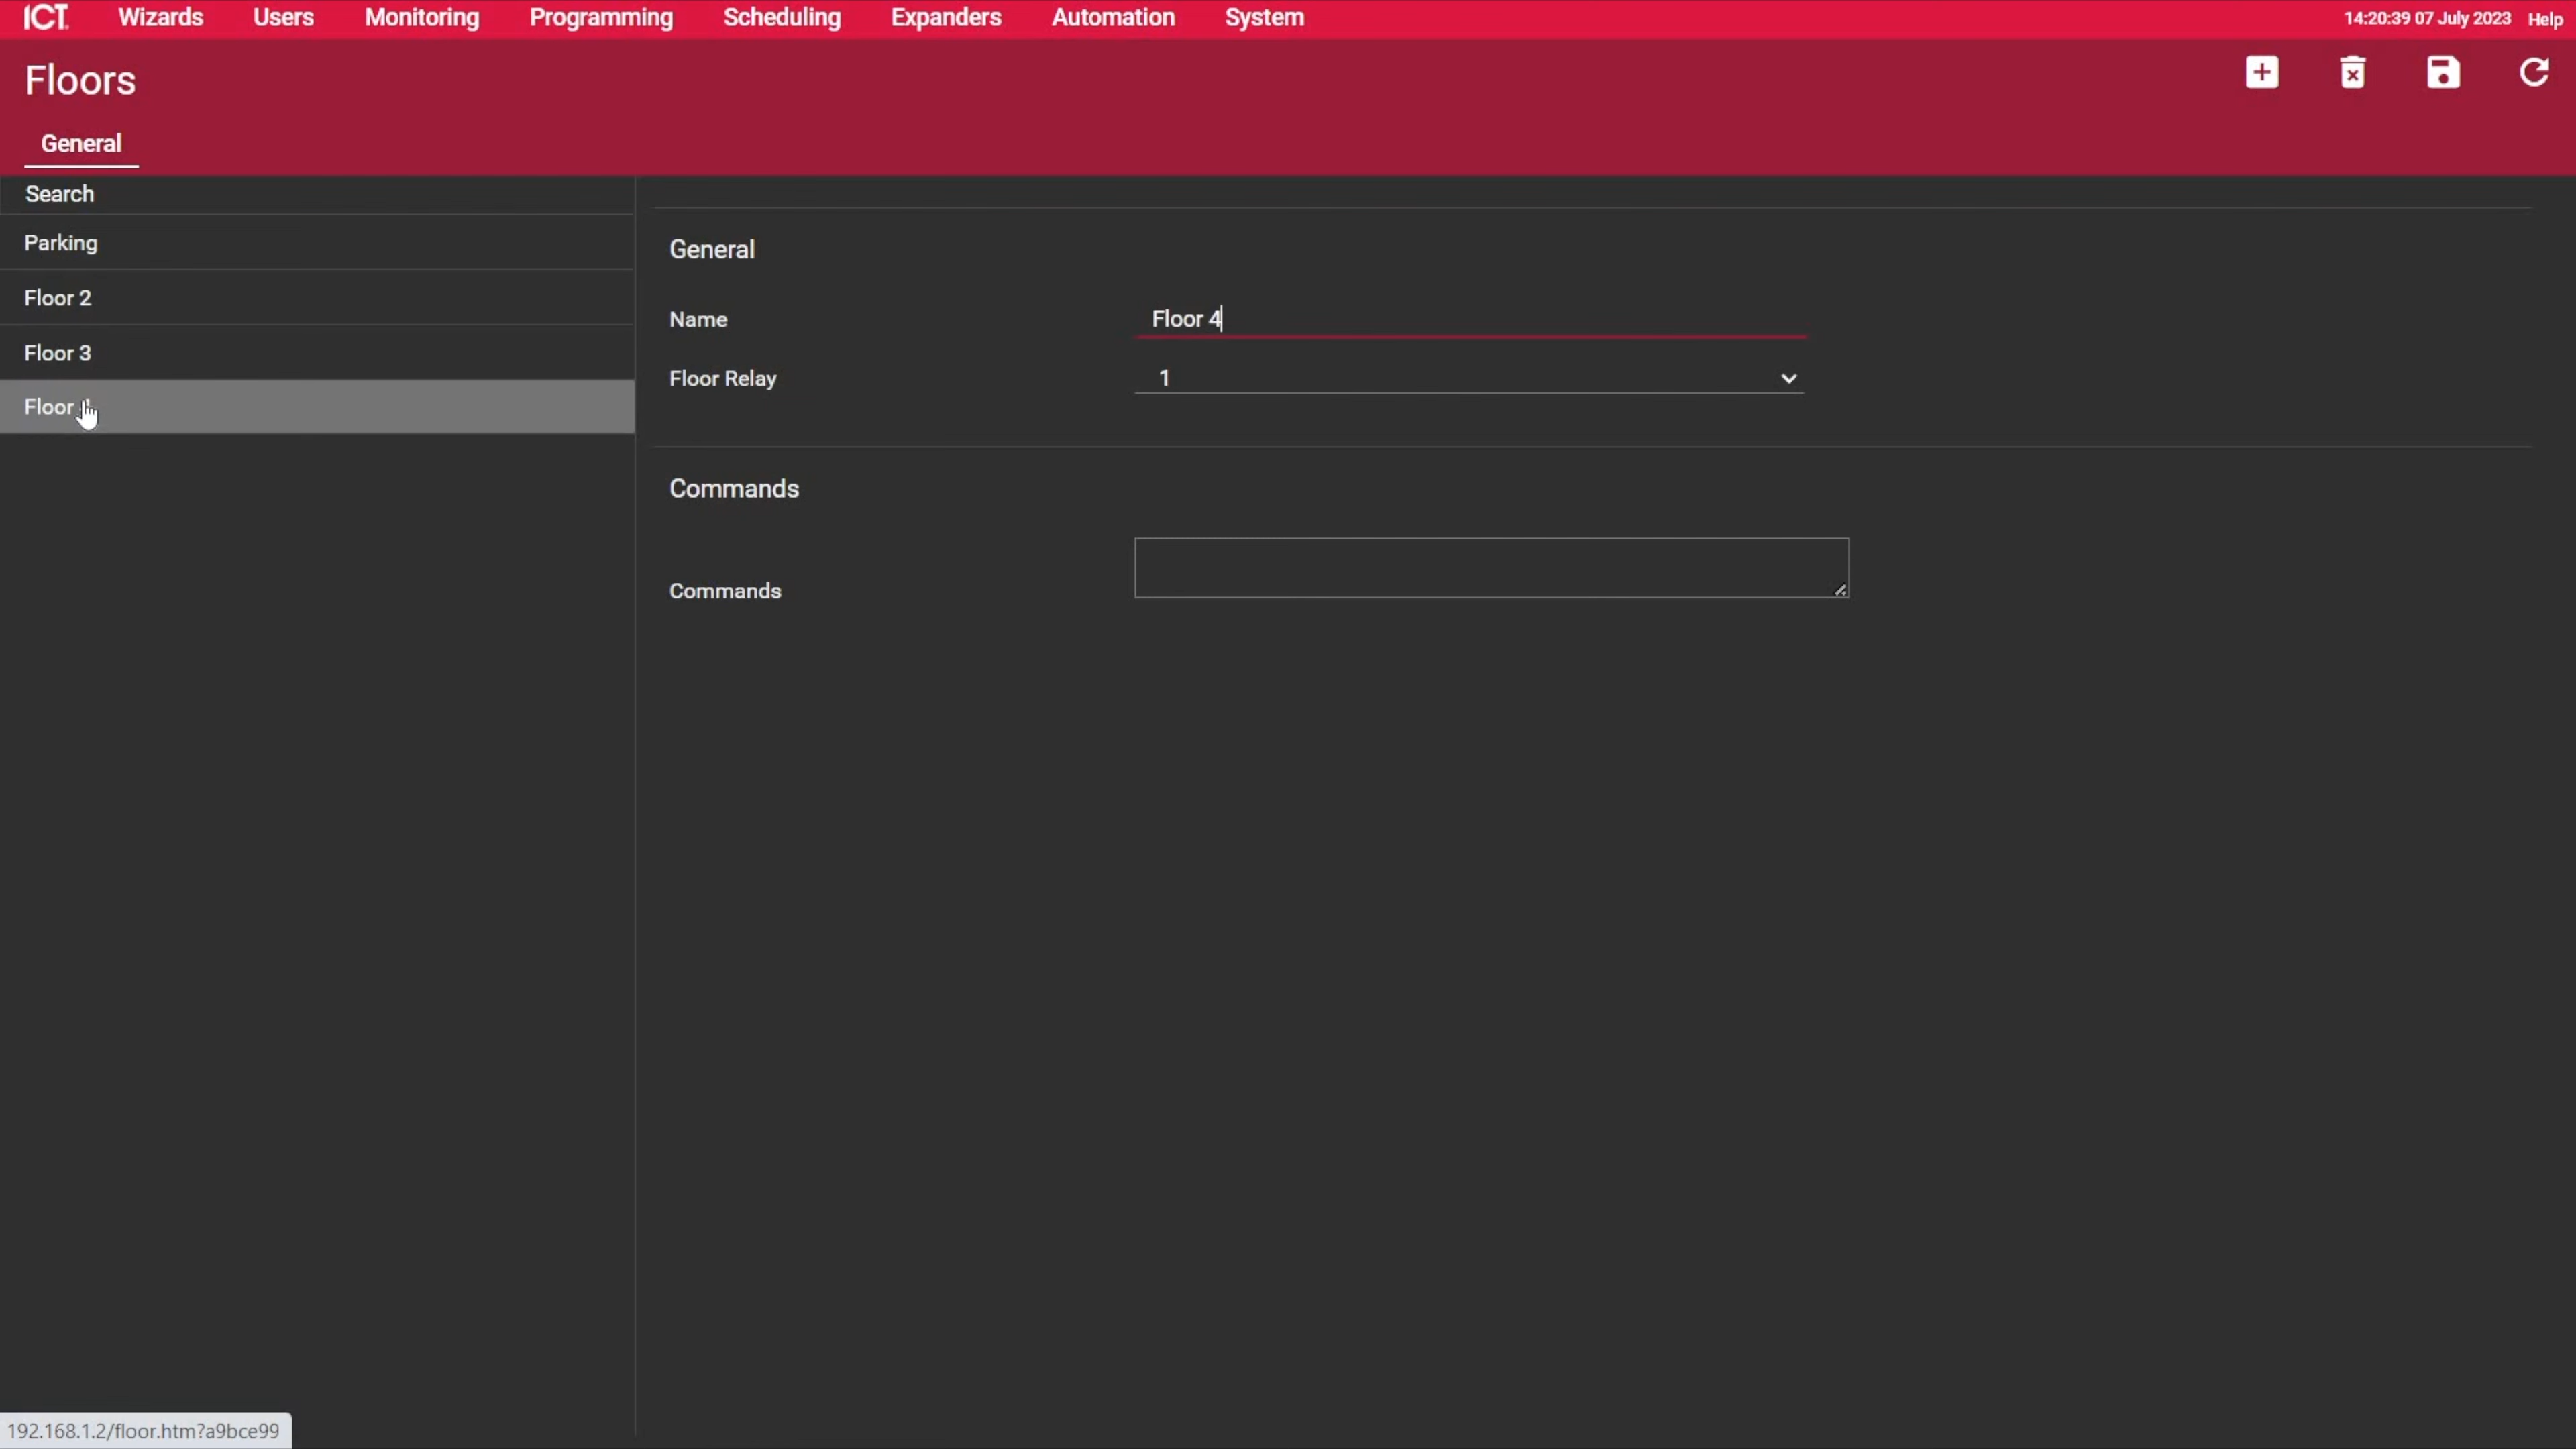 ICT. Wizards Users Monitoring Programming Scheduling Expanders Automation System 14:20:39 07 July 2023 Help
Floors
General
Search
Parking
Floor 2
Floor 3
Floor
General
Name Floor 4
Floor Relay 1
Commands
Commands
192.168.1.2/floor.htm?a9bce99